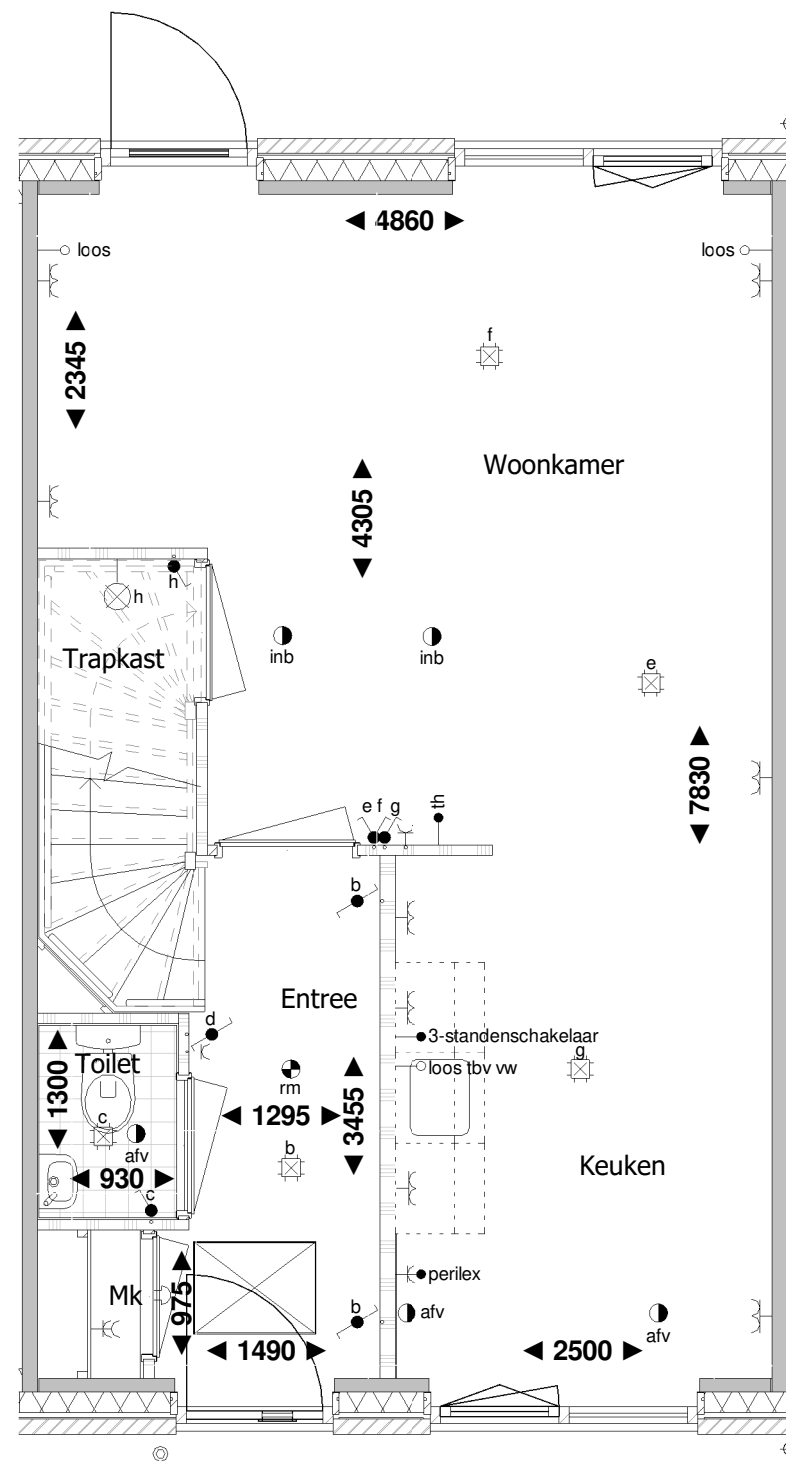 4860
loos
loos
2345
f
Woonkamer
4305
h
h
Trapkast
inb
inb
e
7830
e f g
th
b
Entree
d
3-standenschakelaar
Toilet
g
loos tbv vw
rm
1300
1295
3455
c
afv
b
Keuken
930
c
perilex
Mk
975
b
afv
afv
1490
2500